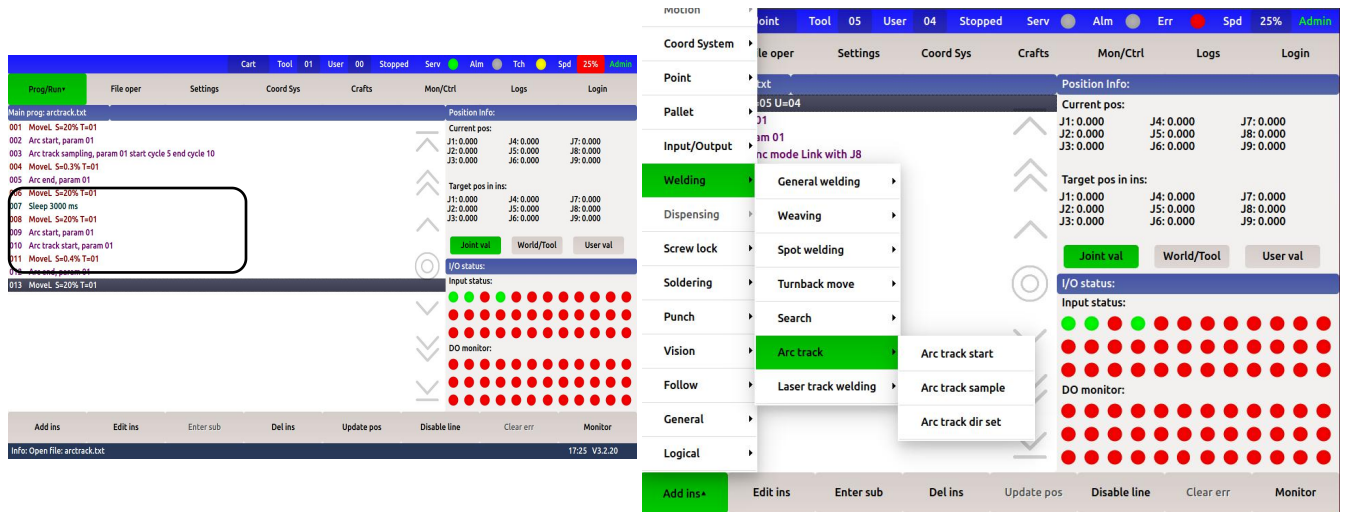 Cart Tool 01 User 00 Stopped Serv Alm Tch Spd 25% Admin
Prog/Run▾ File oper Settings Coord Sys Crafts Mon/Ctrl Logs Login
Main prog: arctrack.txt
001 MoveL S=20% T=01
002 Arc start, param 01
003 Arc track sampling, param 01 start cycle 5 end cycle 10
004 MoveL S=0.3% T=01
005 Arc end, param 01
006 MoveL S=20% T=01
007 Sleep 3000 ms
008 MoveL S=20% T=01
009 Arc start, param 01
010 Arc track start, param 01
011 MoveL S=0.4% T=01
012 Arc end, param 01
013 MoveL S=20% T=01
Position Info:
Current pos:
J1: 0.000 J4: 0.000 J7: 0.000
J2: 0.000 J5: 0.000 J8: 0.000
J3: 0.000 J6: 0.000 J9: 0.000
Target pos in ins:
J1: 0.000 J4: 0.000 J7: 0.000
J2: 0.000 J5: 0.000 J8: 0.000
J3: 0.000 J6: 0.000 J9: 0.000
Joint val World/Tool User val
I/O status:
Input status:
DO monitor:
Add ins Edit ins Enter sub Del ins Update pos Disable line Clear err Monitor
Info: Open file: arctrack.txt 17:25 V3.2.20
Motion
Coord System
Point
Pallet
Input/Output
Welding
Dispensing
Screw lock
Soldering
Punch
Vision
Follow
General
Logical
General welding
Weaving
Spot welding
Turnback move
Search
Arc track
Laser track welding
Arc track start
Arc track sample
Arc track dir set
Joint Tool 05 User 04 Stopped Serv Alm Err Spd 25% Admin
le oper Settings Coord Sys Crafts Mon/Ctrl Logs Login
txt
=05 U=04
01
am 01
nc mode Link with J8
Position Info:
Current pos:
J1: 0.000 J4: 0.000 J7: 0.000
J2: 0.000 J5: 0.000 J8: 0.000
J3: 0.000 J6: 0.000 J9: 0.000
Target pos in ins:
J1: 0.000 J4: 0.000 J7: 0.000
J2: 0.000 J5: 0.000 J8: 0.000
J3: 0.000 J6: 0.000 J9: 0.000
Joint val World/Tool User val
I/O status:
Input status:
DO monitor:
Add ins▴ Edit ins Enter sub Del ins Update pos Disable line Clear err Monitor